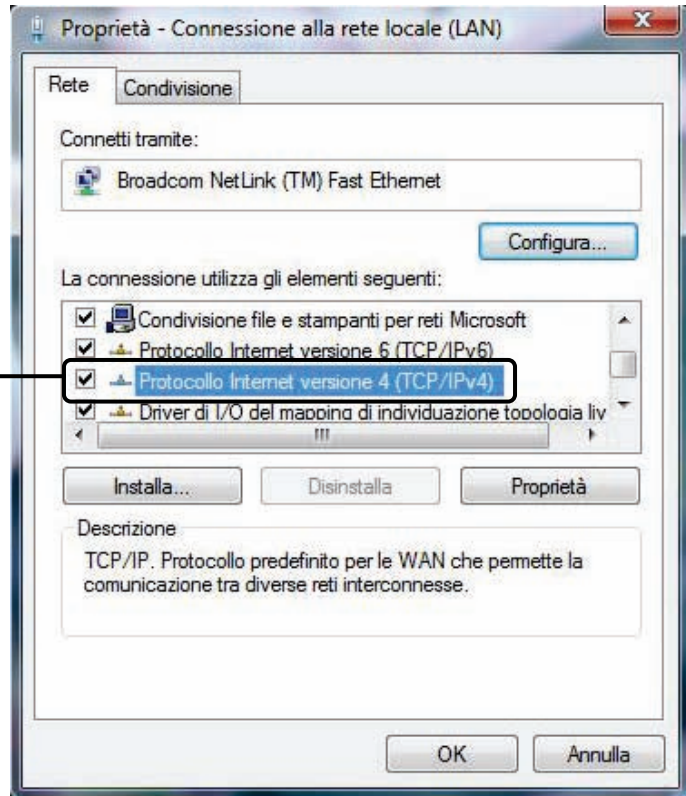 Proprietà - Connessione alla rete locale (LAN)
Rete
Condivisione
Connetti tramite:
Broadcom NetLink (TM) Fast Ethernet
Configura...
La connessione utilizza gli elementi seguenti:
Condivisione file e stampanti per reti Microsoft
Protocollo Internet versione 6 (TCP/IPv6)
Protocollo Internet versione 4 (TCP/IPv4)
Driver di I/O del mapping di individuazione topologia liv
Installa...
Disinstalla
Proprietà
Descrizione
TCP/IP. Protocollo predefinito per le WAN che permette la
comunicazione tra diverse reti interconnesse.
OK
Annulla